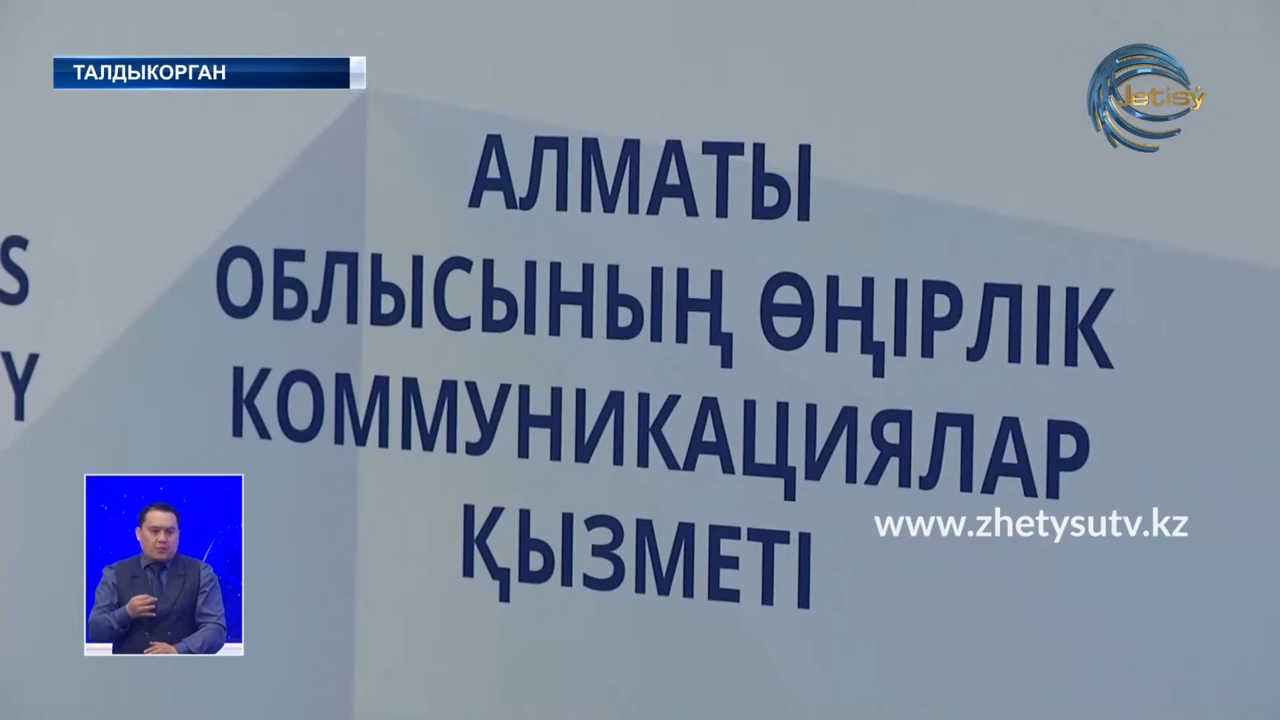 ТАЛДЫКОРГАН
Jetisý
АЛМАТЫ
ОБЛЫСЫНЫҢ ӨҢІРЛІК
КОММУНИКАЦИЯЛАР
ҚЫЗМЕТІ
S
Y
www.zhetysutv.kz